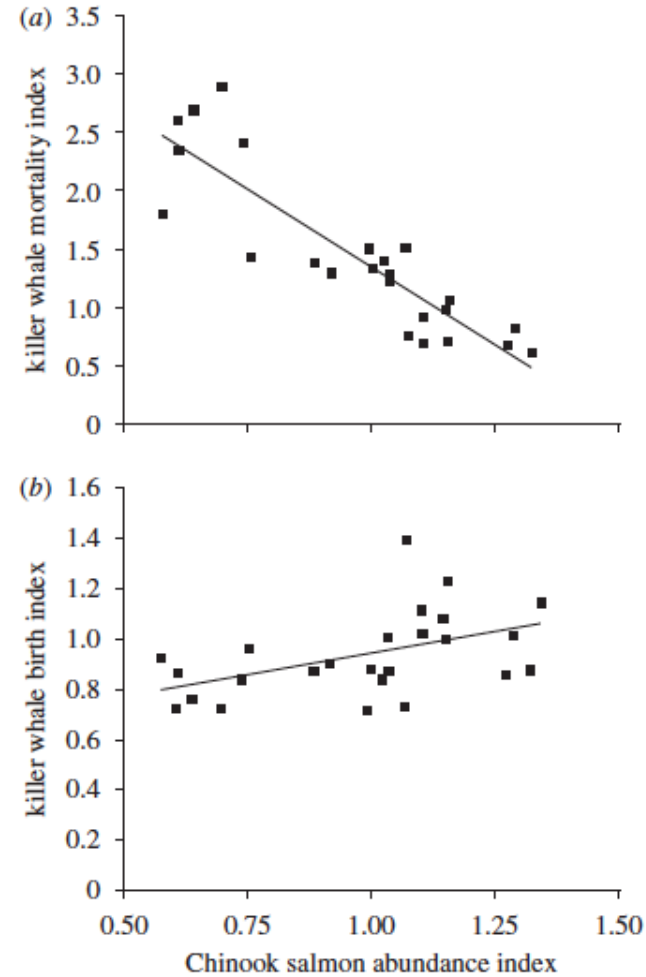 (a) 3.5
3.0
2.5
2.0
1.5
1.0
0.5
0
killer whale mortality index
(b) 1.6
1.4
1.2
1.0
0.8
0.6
0.4
0.2
0
killer whale birth index
0.50 0.75 1.00 1.25 1.50
Chinook salmon abundance index